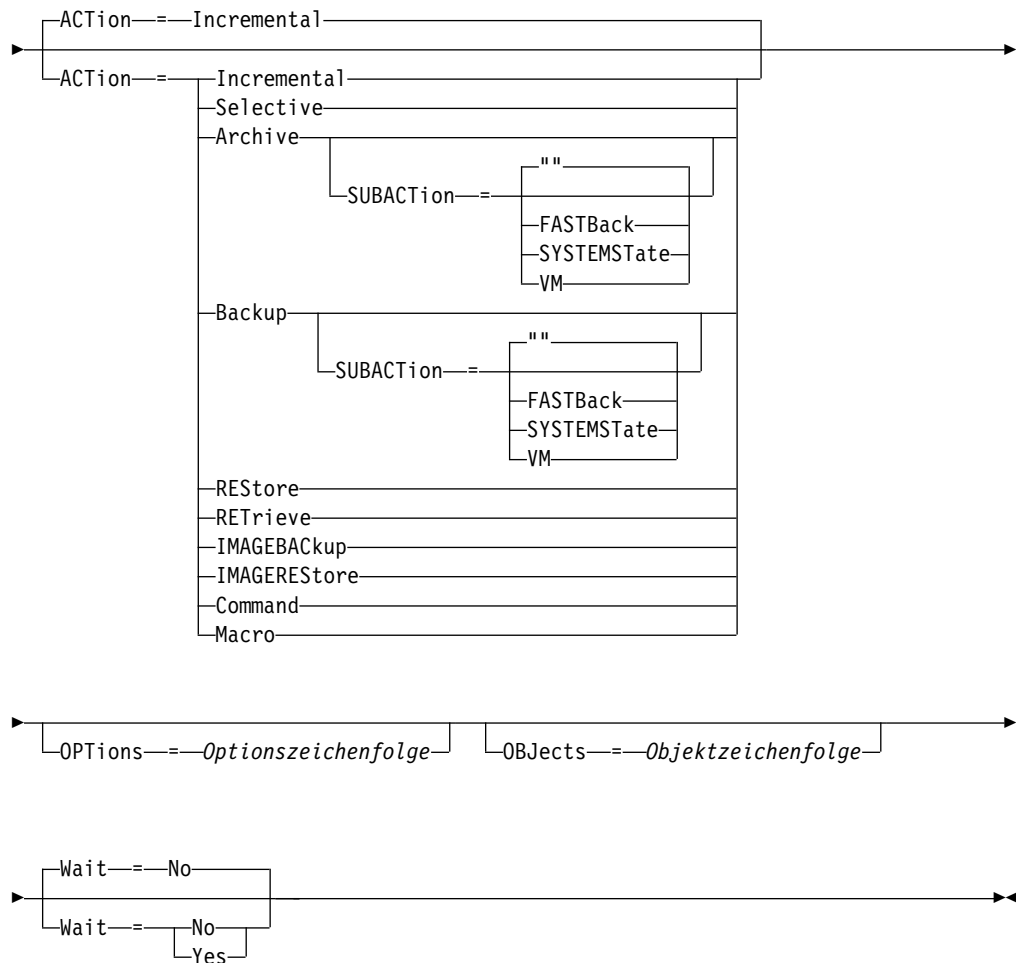 ACTion = Incremental
ACTion = Incremental
Selective
Archive
SUBACTion = ""
FASTBack
SYSTEMSTate
VM
Backup
SUBACTion = ""
FASTBack
SYSTEMSTate
VM
REStore
RETrieve
IMAGEBACkup
IMAGEREStore
Command
Macro
OPTions = Optionszeichenfolge OBJects = Objektzeichenfolge
Wait = No
Wait = No
Yes